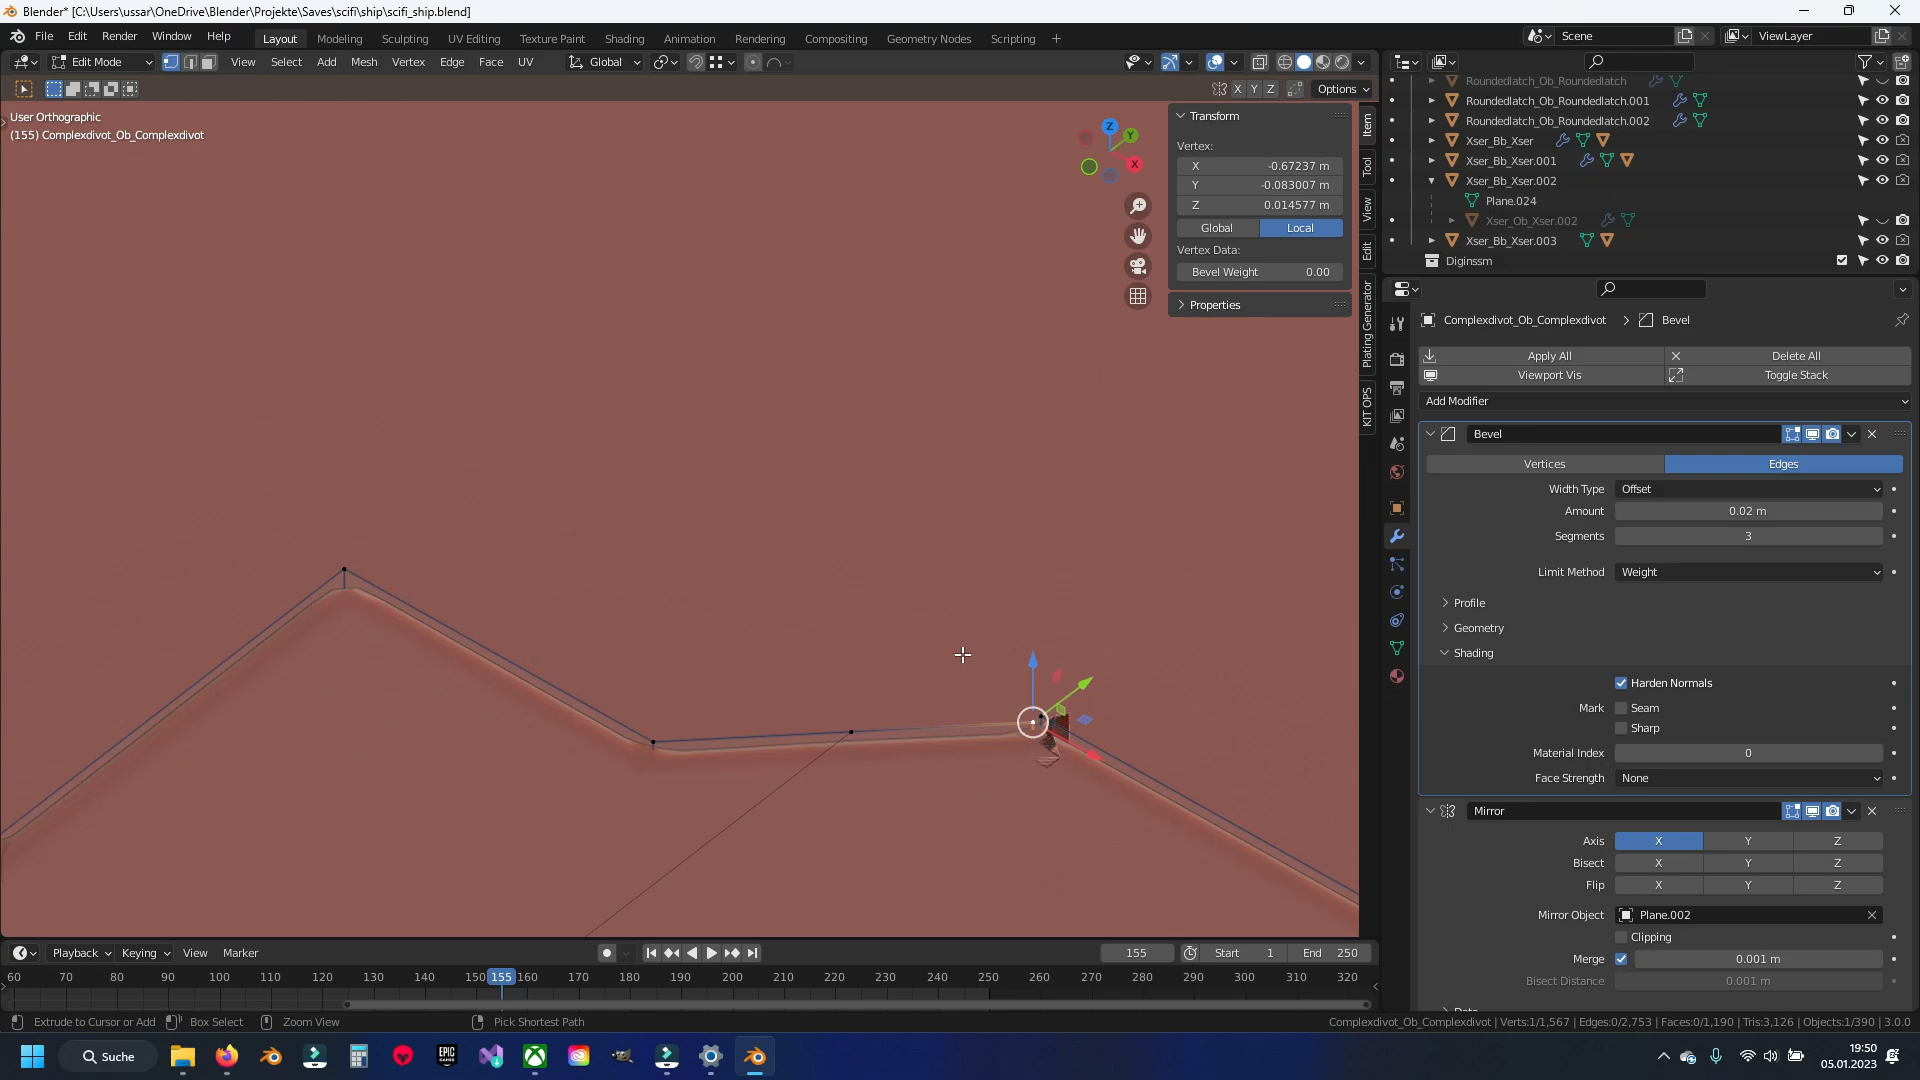 Blender* [C:\Users\ussar\OneDrive\Blender\Projekte\Saves\scifi\ship\scifi_ship.blend]
File Edit Render Window Help Layout Modeling Sculpting UV Editing Texture Paint Shading Animation Rendering Compositing Geometry Nodes Scripting + Scene ViewLayer
Edit Mode View Select Add Mesh Vertex Edge Face UV Global
X Y Z Options
User Orthographic
(155) Complexdivot_Ob_Complexdivot
Z
Y
X
Transform
Vertex:
X -0.67237 m
Y -0.083007 m
Z 0.014577 m
Global Local
Vertex Data:
Bevel Weight 0.00
Properties
Item
Tool
View
Edit
Plating Generator
KIT OPS
Roundedlatch_Ob_Roundedlatch
Roundedlatch_Ob_Roundedlatch.001
Roundedlatch_Ob_Roundedlatch.002
Xser_Bb_Xser
Xser_Bb_Xser.001
Xser_Bb_Xser.002
Plane.024
Xser_Ob_Xser.002
Xser_Bb_Xser.003
Diginssm
Complexdivot_Ob_Complexdivot > Bevel
Apply All Delete All
Viewport Vis Toggle Stack
Add Modifier
Bevel
Vertices Edges
Width Type Offset
Amount 0.02 m
Segments 3
Limit Method Weight
Profile
Geometry
Shading
Harden Normals
Mark Seam
Sharp
Material Index 0
Face Strength None
Mirror
Axis X Y Z
Bisect X Y Z
Flip X Y Z
Mirror Object Plane.002
Clipping
Merge 0.001 m
Bisect Distance 0.001 m
Playback Keying View Marker 155 Start 1 End 250
60 70 80 90 100 110 120 130 140 150 155 160 170 180 190 200 210 220 230 240 250 260 270 280 290 300 310 320
Extrude to Cursor or Add Box Select Zoom View Pick Shortest Path Complexdivot_Ob_Complexdivot | Verts:1/1,567 | Edges:0/2,753 | Faces:0/1,190 | Tris:3,126 | Objects:1/390 | 3.0.0
Suche
EPIC GAMES
19:50
05.01.2023